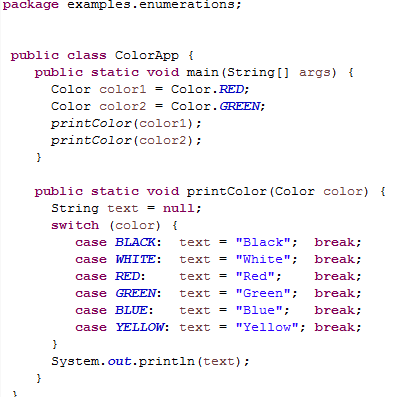 package examples.enumerations;
public class ColorApp {
public static void main(String[] args) {
Color color1 = Color.RED;
Color color2 = Color.GREEN;
printColor(color1);
printColor(color2);
}
public static void printColor(Color color) {
String text = null;
switch (color) {
case BLACK:  text = "Black";  break;
case WHITE:  text = "White";  break;
case RED:    text = "Red";    break;
case GREEN:  text = "Green";  break;
case BLUE:   text = "Blue";   break;
case YELLOW: text = "Yellow"; break;
}
System.out.println(text);
}
}